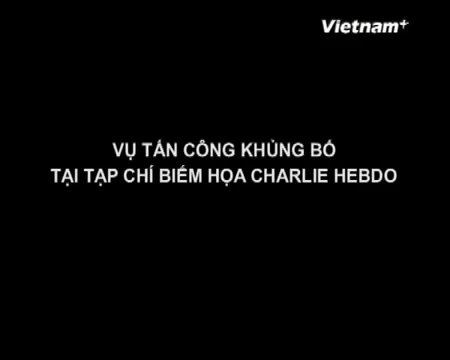 Vietnam+
VỤ TẤN CÔNG KHỦNG BỐ
TẠI TẠP CHÍ BIẾM HỌA CHARLIE HEBDO